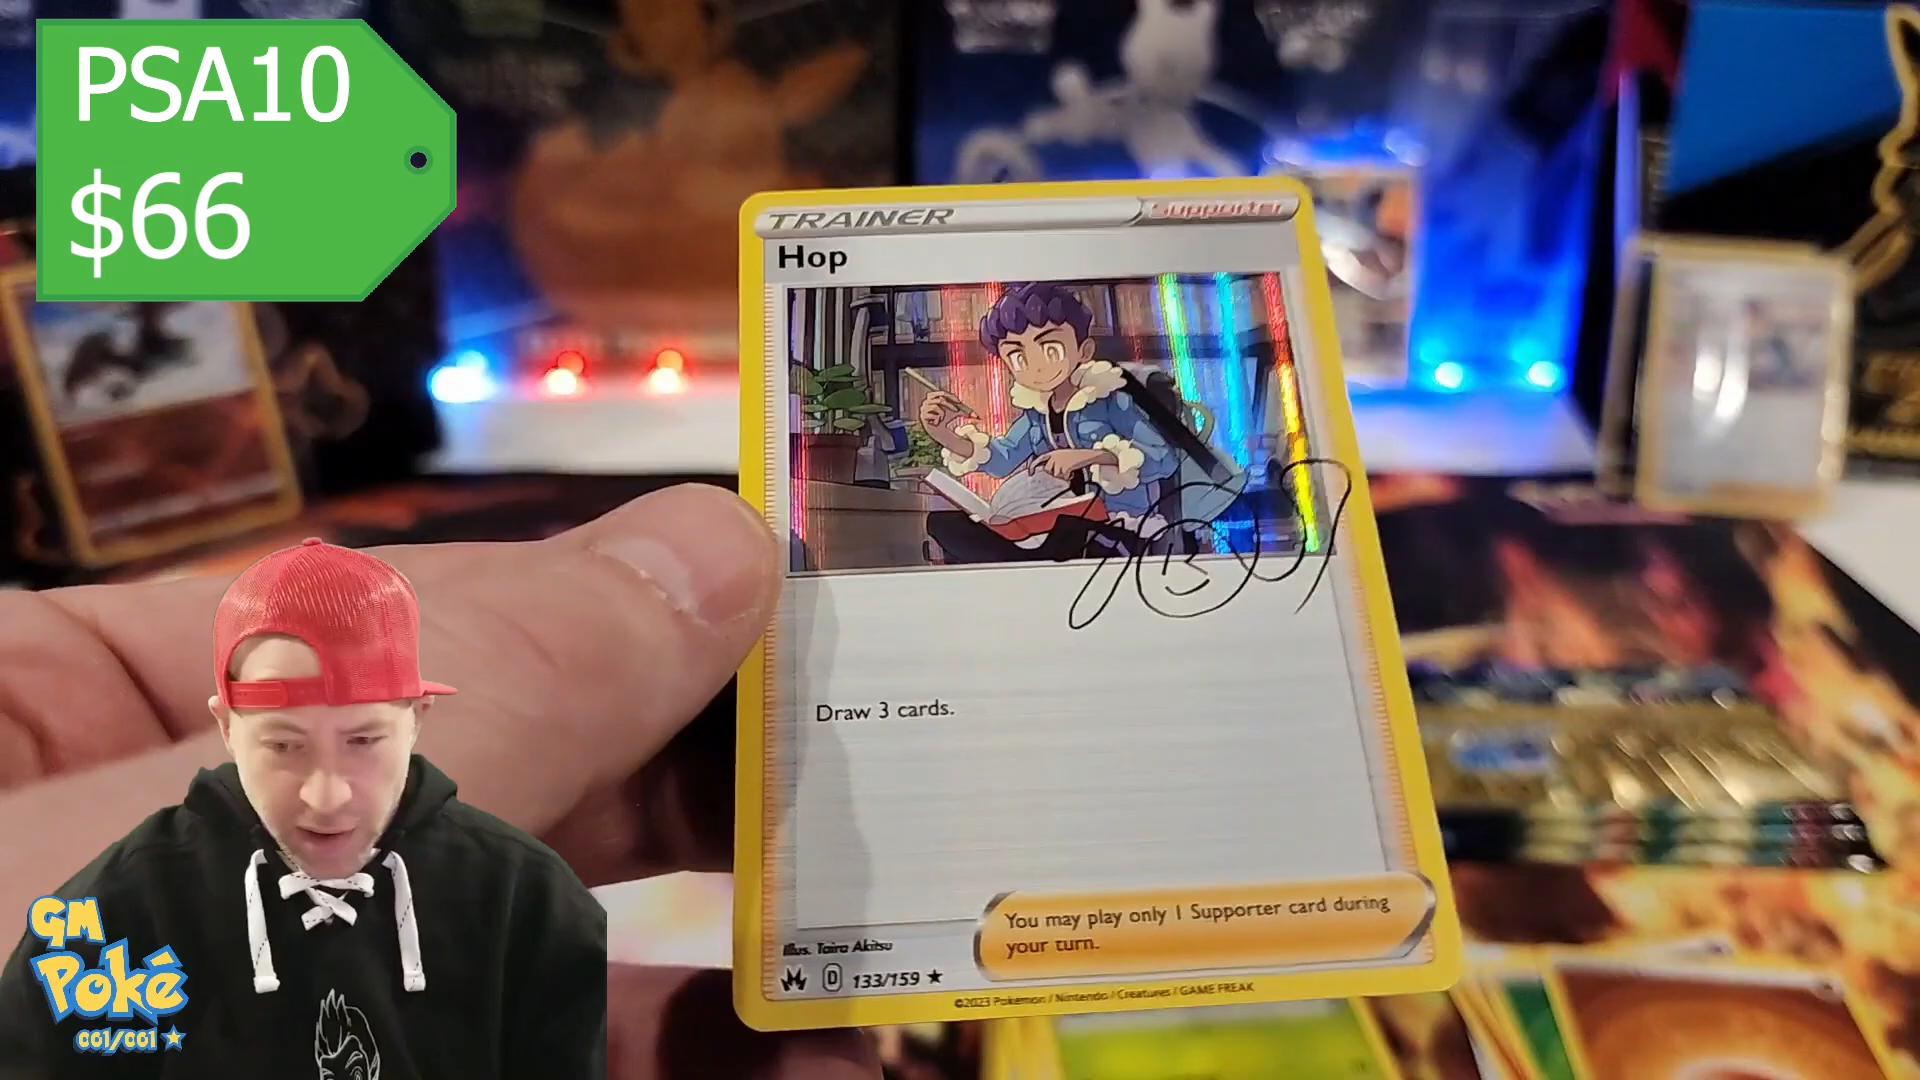 PSA10
$66
TRAINER
Supporter
Hop
Draw 3 cards.
You may play only 1 Supporter card during
your turn.
Illus. Taira Akitsu
D 133/159 ★
©2023 Pokémon / Nintendo / Creatures / GAME FREAK
GM
Poké
001/001 ★